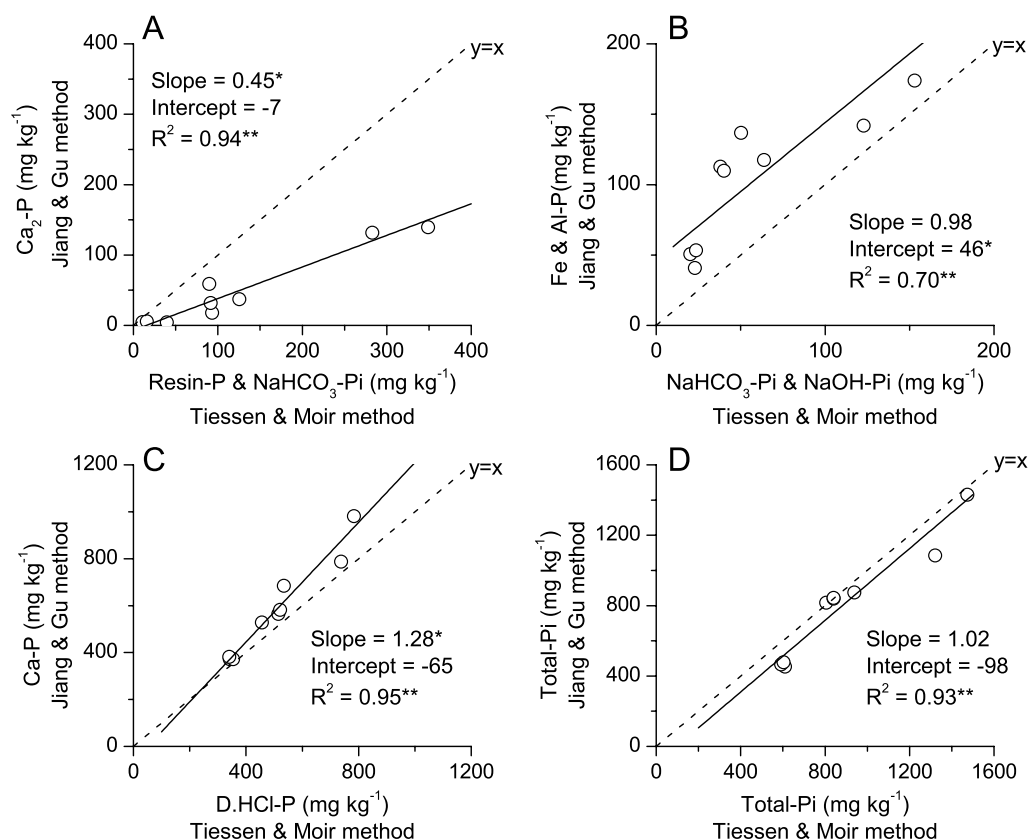 A
400
300
200
100
0
y=x
Slope = 0.45*
Intercept = -7
R² = 0.94**
Ca₂-P (mg kg⁻¹)
Jiang & Gu method
0 100 200 300 400
Resin-P & NaHCO₃-Pi (mg kg⁻¹)
Tiessen & Moir method
B
200
100
0
y=x
Slope = 0.98
Intercept = 46*
R² = 0.70**
Fe & Al-P(mg kg⁻¹)
Jiang & Gu method
0 100 200
NaHCO₃-Pi & NaOH-Pi (mg kg⁻¹)
Tiessen & Moir method
C
1200
800
400
0
y=x
Slope = 1.28*
Intercept = -65
R² = 0.95**
Ca-P (mg kg⁻¹)
Jiang & Gu method
0 400 800 1200
D.HCl-P (mg kg⁻¹)
Tiessen & Moir method
D
1600
1200
800
400
0
y=x
Slope = 1.02
Intercept = -98
R² = 0.93**
Total-Pi (mg kg⁻¹)
Jiang & Gu method
0 400 800 1200 1600
Total-Pi (mg kg⁻¹)
Tiessen & Moir method